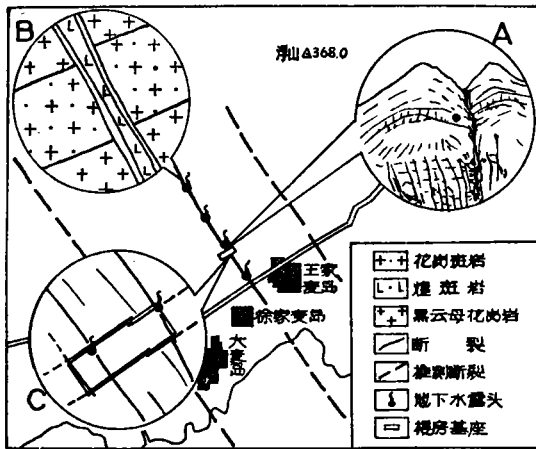 B
A
浮山△368.0
王家
麦岛
徐家麦岛
大
麦
岛
C
花岗斑岩
煌斑岩
黑云母花岗岩
断裂
推测断裂
地下水露头
楼房基座